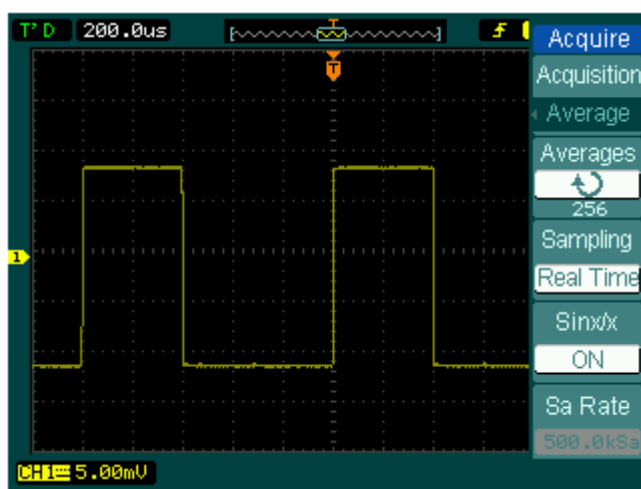 T'D 200.0us
T
T
1
CH1 5.00mV
Acquire
Acquisition
Average
Averages
256
Sampling
Real Time
Sinx/x
ON
Sa Rate
500.0kSa